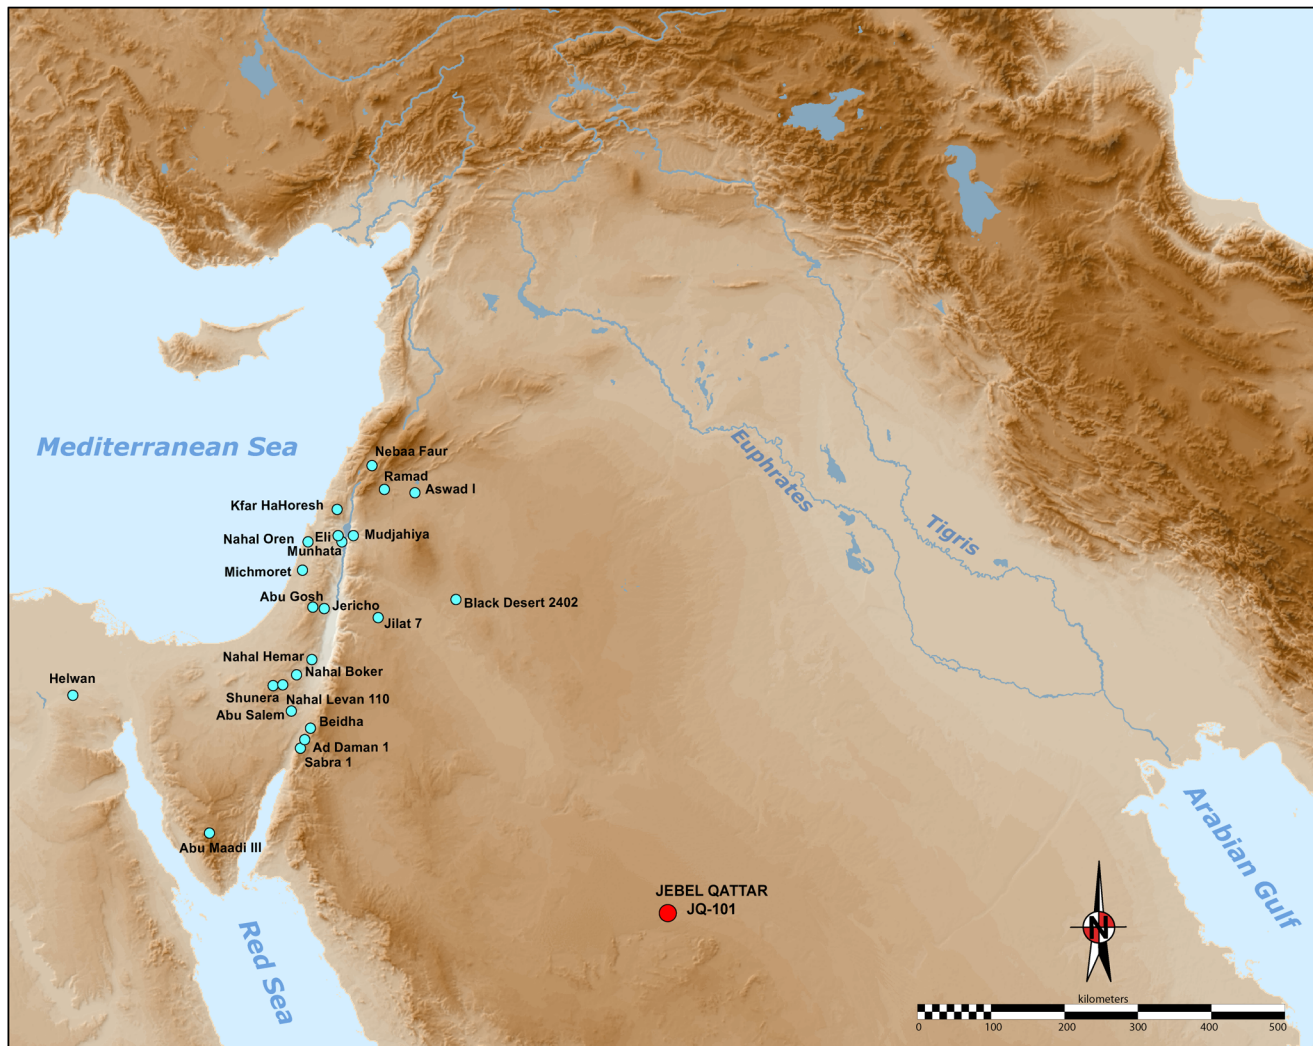 Mediterranean Sea
Nebaa Faur
Ramad
Aswad I
Kfar HaHoresh
Nahal Oren
Eli
Mudjahiya
Munhata
Michmoret
Abu Gosh
Jericho
Black Desert 2402
Jilat 7
Nahal Hemar
Nahal Boker
Helwan
Shunera
Nahal Levan 110
Abu Salem
Beidha
Ad Daman 1
Sabra 1
Abu Maadi III
Euphrates
Tigris
JEBEL QATTAR
JQ-101
Red Sea
Arabian Gulf
N
kilometers
0 100 200 300 400 500